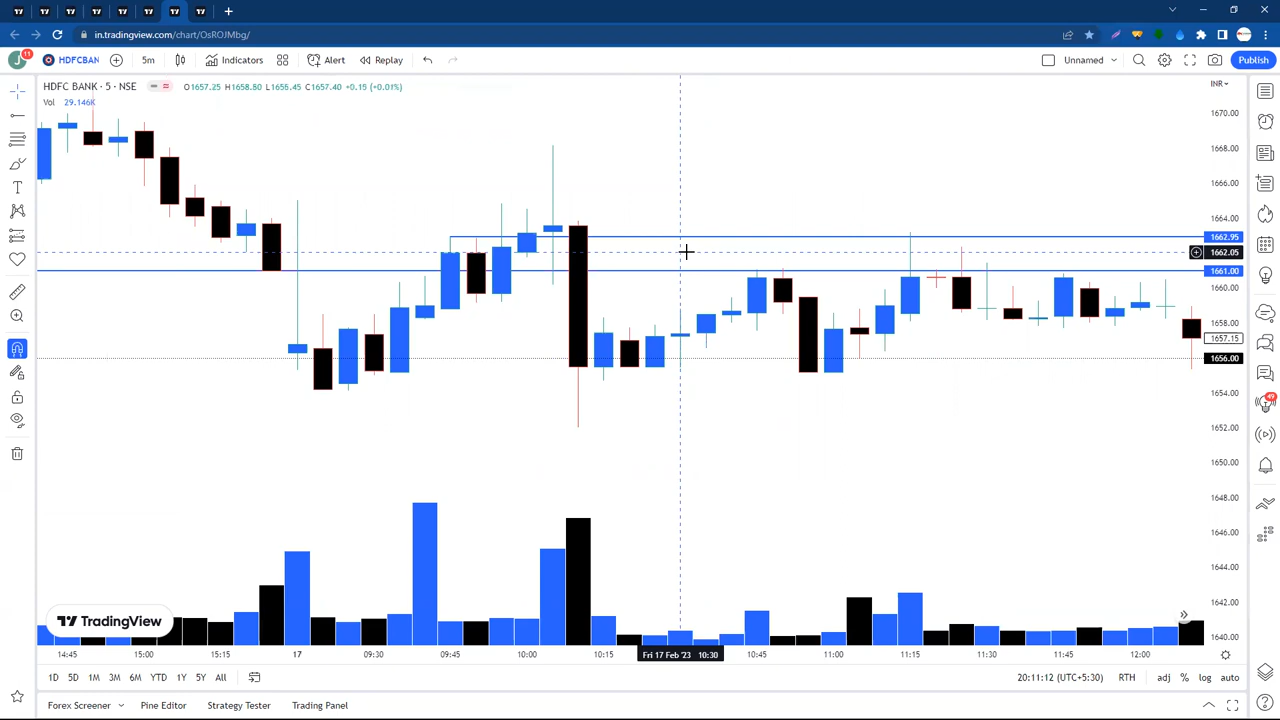 in.tradingview.com/chart/OsROJMbg/
11
HDFCBAN
5m
Indicators
Alert
Replay
Unnamed
Publish
HDFC BANK · 5 · NSE
O1657.25 H1658.80 L1656.45 C1657.40 +0.15 (+0.01%)
Vol 29.146K
INR
1670.00
1668.00
1666.00
1664.00
1662.95
1662.05
1661.00
1660.00
1658.00
1657.15
1656.00
1654.00
1652.00
1650.00
1648.00
1646.00
1644.00
1642.00
1640.00
49
TradingView
14:45 15:00 15:15 17 09:30 09:45 10:00 10:15 Fri 17 Feb '23 10:30 10:45 11:00 11:15 11:30 11:45 12:00
1D 5D 1M 3M 6M YTD 1Y 5Y All
20:11:12 (UTC+5:30) RTH adj % log auto
Forex Screener Pine Editor Strategy Tester Trading Panel